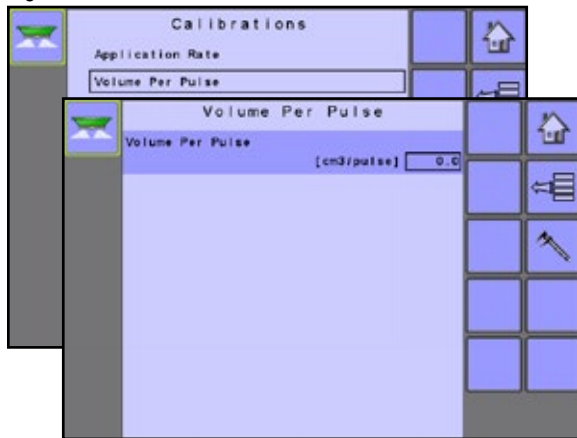 Calibrations
Application Rate
Volume Per Pulse
Volume Per Pulse
Volume Per Pulse
[cm3/pulse] 0.0